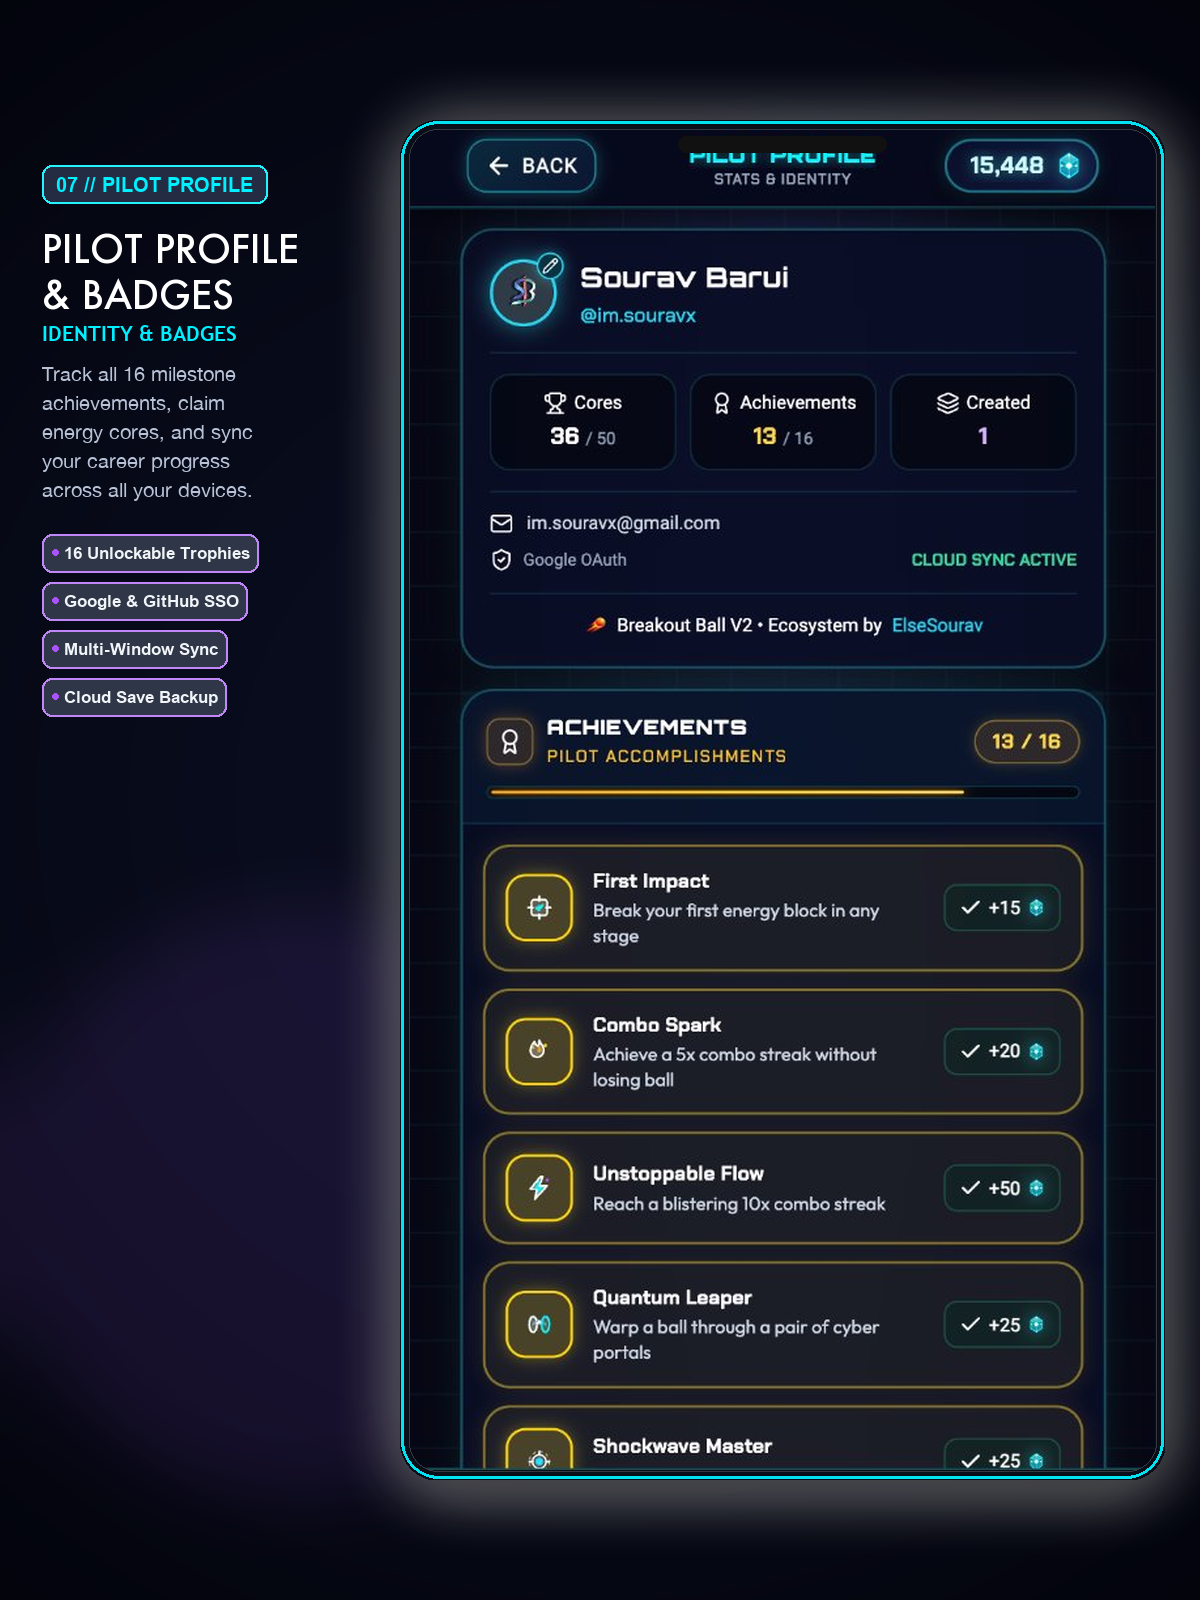 07 // PILOT PROFILE
PILOT PROFILE
& BADGES
IDENTITY & BADGES
Track all 16 milestone
achievements, claim
energy cores, and sync
your career progress
across all your devices.
16 Unlockable Trophies
Google & GitHub SSO
Multi-Window Sync
Cloud Save Backup
BACK
PILOT PROFILE
STATS & IDENTITY
15,448
Sourav Barui
@im.souravx
Cores
36 / 50
Achievements
13 / 16
Created
1
im.souravx@gmail.com
Google OAuth
CLOUD SYNC ACTIVE
Breakout Ball V2 • Ecosystem by ElseSourav
ACHIEVEMENTS
PILOT ACCOMPLISHMENTS
13 / 16
First Impact
Break your first energy block in any
stage
+15
Combo Spark
Achieve a 5x combo streak without
losing ball
+20
Unstoppable Flow
Reach a blistering 10x combo streak
+50
Quantum Leaper
Warp a ball through a pair of cyber
portals
+25
Shockwave Master
+25